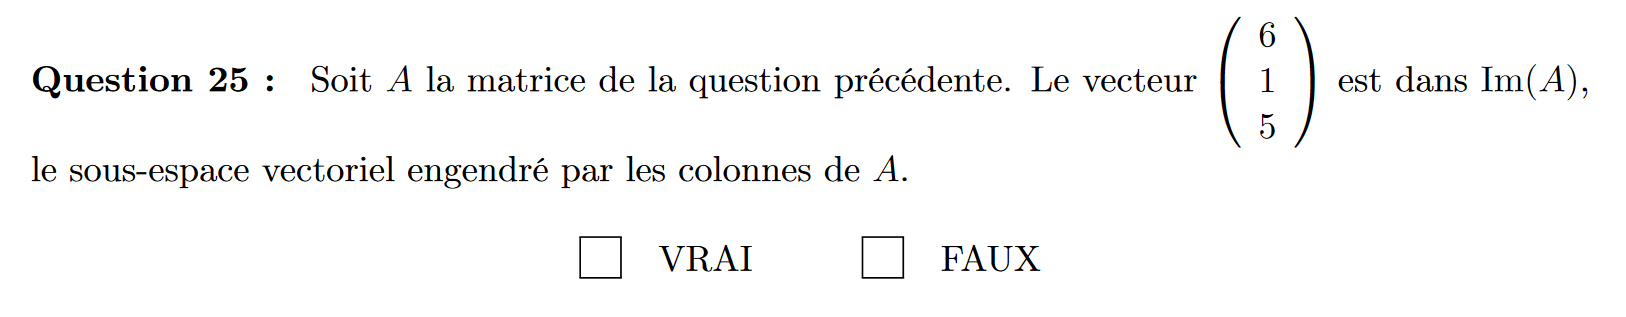 Question 25 : Soit A la matrice de la question précédente. Le vecteur \begin{pmatrix} 6 \\ 1 \\ 5 \end{pmatrix} est dans Im(A),
le sous-espace vectoriel engendré par les colonnes de A.
☐ VRAI ☐ FAUX